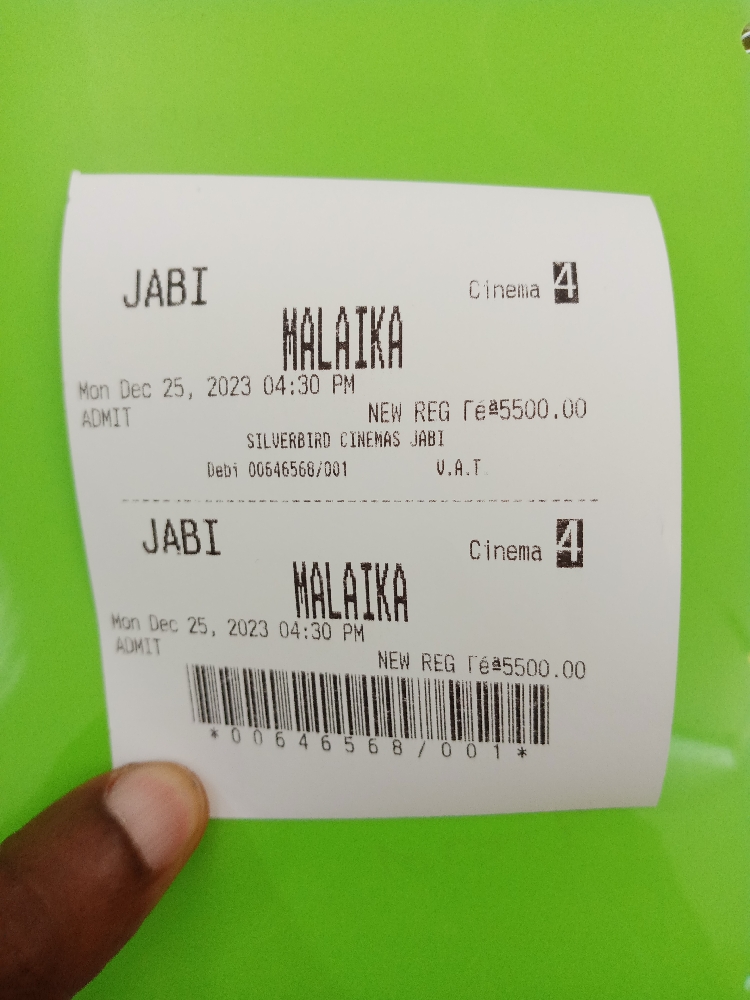 JABI
Cinema 4
MALAIKA
Mon Dec 25, 2023 04:30 PM
ADMIT
NEW REG Γéª5500.00
SILVERBIRD CINEMAS JABI
Debi 00646568/001 V.A.T
JABI
Cinema 4
MALAIKA
Mon Dec 25, 2023 04:30 PM
ADMIT
NEW REG Γéª5500.00
*00646568/001*